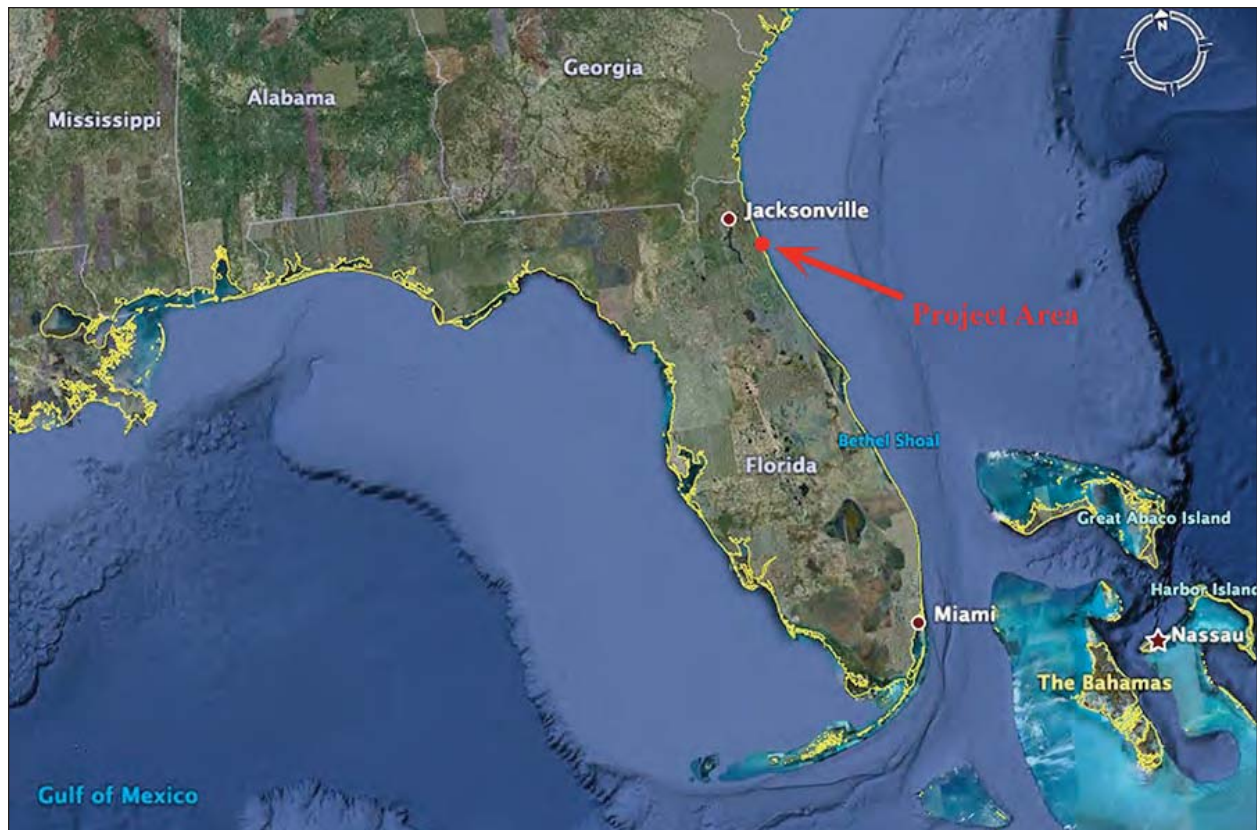 N
Georgia
Alabama
Mississippi
Jacksonville
Project Area
Bethel Shoal
Florida
Great Abaco Island
Harbor Island
Miami
Nassau
The Bahamas
Gulf of Mexico